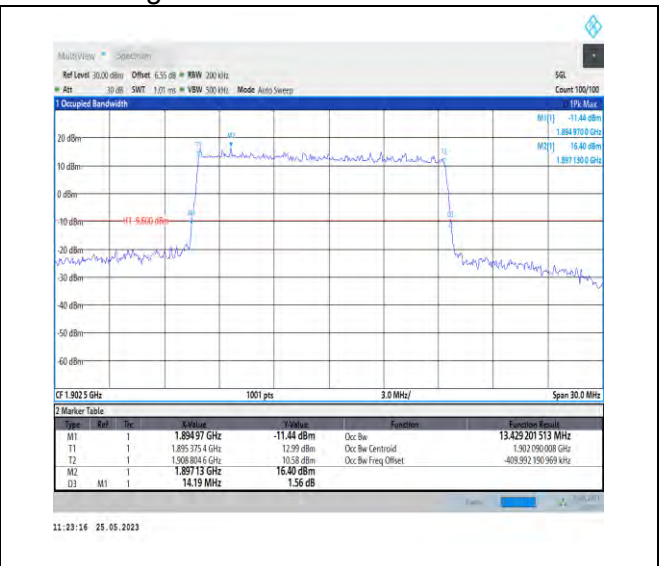 MultiView Spectrum
Ref Level 30.00 dBm Offset 6.55 dB RBW 200 kHz SGL
Att 30 dB SWT 1.01 ms VBW 500 kHz Mode Auto Sweep Count 100/100
1 Occupied Bandwidth 1Pk Max
M1[1] -11.44 dBm
1.894 970 0 GHz
M2[1] 16.40 dBm
1.897 130 0 GHz
20 dBm
M2
T1
T2
10 dBm
0 dBm
M1
D3
-10 dBm H1 -9.600 dBm
-20 dBm
-30 dBm
-40 dBm
-50 dBm
-60 dBm
CF 1.902 5 GHz 1001 pts 3.0 MHz/ Span 30.0 MHz
2 Marker Table
Type Ref Trc X-Value Y-Value Function Function Result
M1 1 1.894 97 GHz -11.44 dBm Occ Bw 13.429 201 513 MHz
T1 1 1.895 375 4 GHz 12.99 dBm Occ Bw Centroid 1.902 090 008 GHz
T2 1 1.908 804 6 GHz 10.58 dBm Occ Bw Freq Offset -409.992 190 969 kHz
M2 1 1.897 13 GHz 16.40 dBm
D3 M1 1 14.19 MHz 1.56 dB
11:23:16 25.05.2023